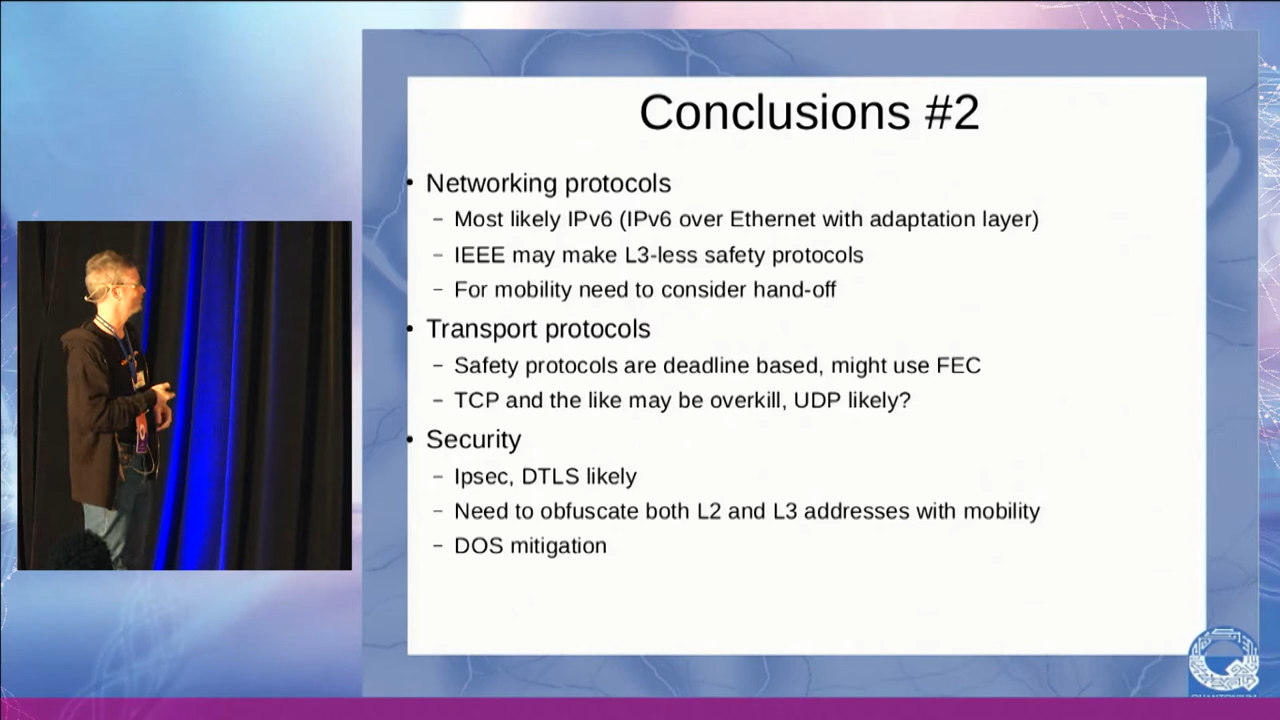 Conclusions #2
• Networking protocols
– Most likely IPv6 (IPv6 over Ethernet with adaptation layer)
– IEEE may make L3-less safety protocols
– For mobility need to consider hand-off
• Transport protocols
– Safety protocols are deadline based, might use FEC
– TCP and the like may be overkill, UDP likely?
• Security
– Ipsec, DTLS likely
– Need to obfuscate both L2 and L3 addresses with mobility
– DOS mitigation